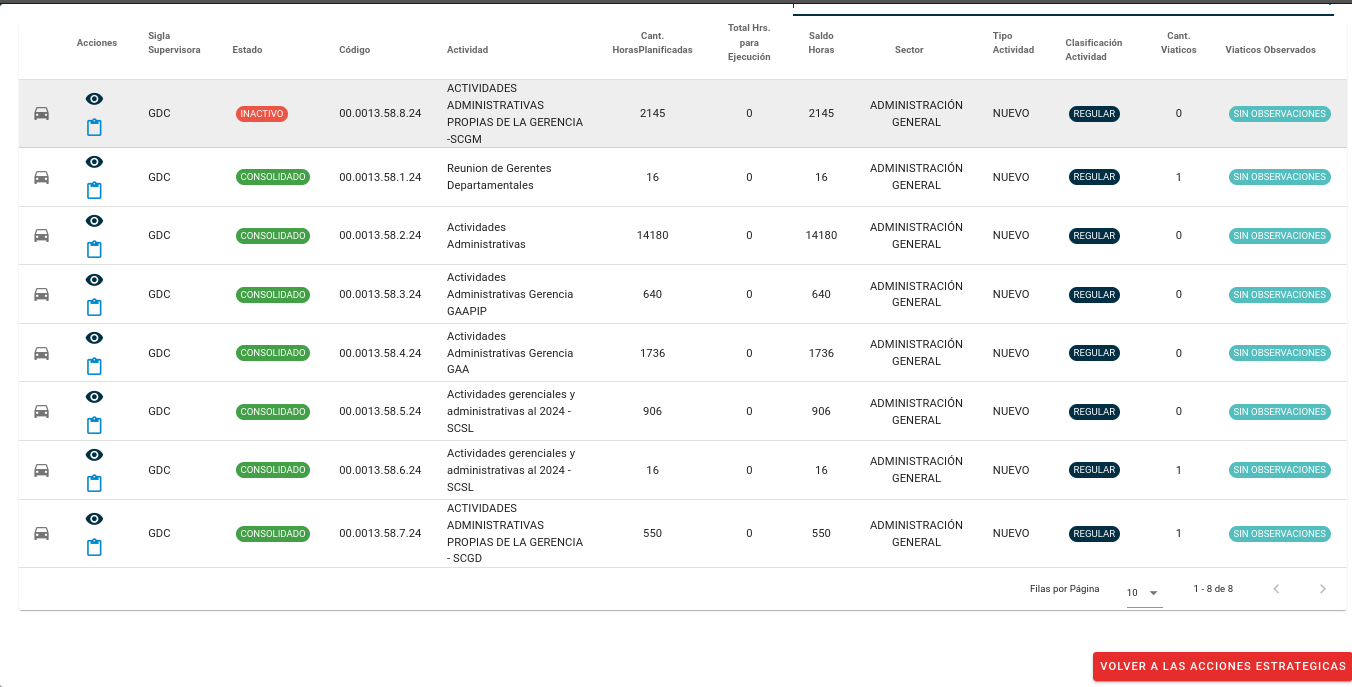 Acciones
Sigla
Supervisora
Estado
Código
Actividad
Cant.
HorasPlanificadas
Total Hrs.
para
Ejecución
Saldo
Horas
Sector
Tipo
Actividad
Clasificación
Actividad
Cant.
Viaticos
Viaticos Observados
GDC
INACTIVO
00.0013.58.8.24
ACTIVIDADES
ADMINISTRATIVAS
PROPIAS DE LA GERENCIA
-SCGM
2145
0
2145
ADMINISTRACIÓN
GENERAL
NUEVO
REGULAR
0
SIN OBSERVACIONES
GDC
CONSOLIDADO
00.0013.58.1.24
Reunion de Gerentes
Departamentales
16
0
16
ADMINISTRACIÓN
GENERAL
NUEVO
REGULAR
1
SIN OBSERVACIONES
GDC
CONSOLIDADO
00.0013.58.2.24
Actividades
Administrativas
14180
0
14180
ADMINISTRACIÓN
GENERAL
NUEVO
REGULAR
0
SIN OBSERVACIONES
GDC
CONSOLIDADO
00.0013.58.3.24
Actividades
Administrativas Gerencia
GAAPIP
640
0
640
ADMINISTRACIÓN
GENERAL
NUEVO
REGULAR
0
SIN OBSERVACIONES
GDC
CONSOLIDADO
00.0013.58.4.24
Actividades
Administrativas Gerencia
GAA
1736
0
1736
ADMINISTRACIÓN
GENERAL
NUEVO
REGULAR
0
SIN OBSERVACIONES
GDC
CONSOLIDADO
00.0013.58.5.24
Actividades gerenciales y
administrativas al 2024 -
SCSL
906
0
906
ADMINISTRACIÓN
GENERAL
NUEVO
REGULAR
0
SIN OBSERVACIONES
GDC
CONSOLIDADO
00.0013.58.6.24
Actividades gerenciales y
administrativas al 2024 -
SCSL
16
0
16
ADMINISTRACIÓN
GENERAL
NUEVO
REGULAR
1
SIN OBSERVACIONES
GDC
CONSOLIDADO
00.0013.58.7.24
ACTIVIDADES
ADMINISTRATIVAS
PROPIAS DE LA GERENCIA
- SCGD
550
0
550
ADMINISTRACIÓN
GENERAL
NUEVO
REGULAR
1
SIN OBSERVACIONES
Filas por Página
10
1 - 8 de 8
VOLVER A LAS ACCIONES ESTRATEGICAS